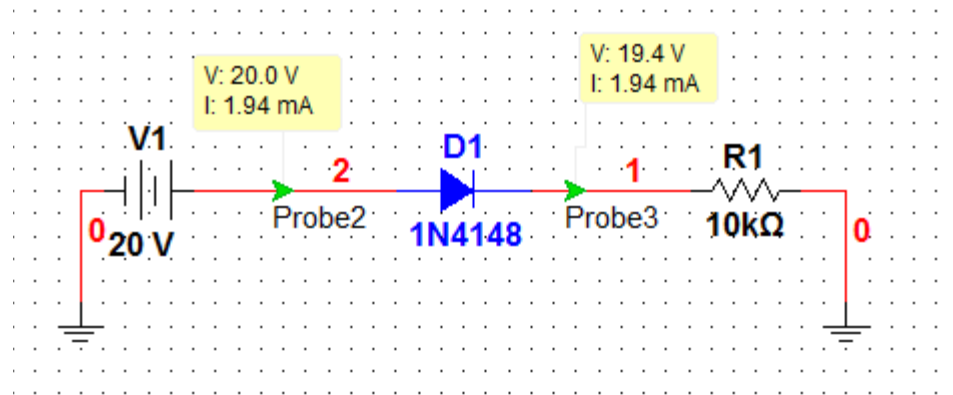 V: 20.0 V
I: 1.94 mA
V: 19.4 V
I: 1.94 mA
V1
20 V
0
Probe2
2
D1
1N4148
Probe3
1
R1
10kΩ
0